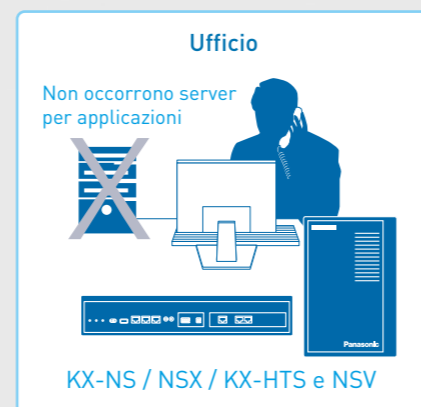 Ufficio
Non occorrono server
per applicazioni
Panasonic
KX-NS / NSX / KX-HTS e NSV